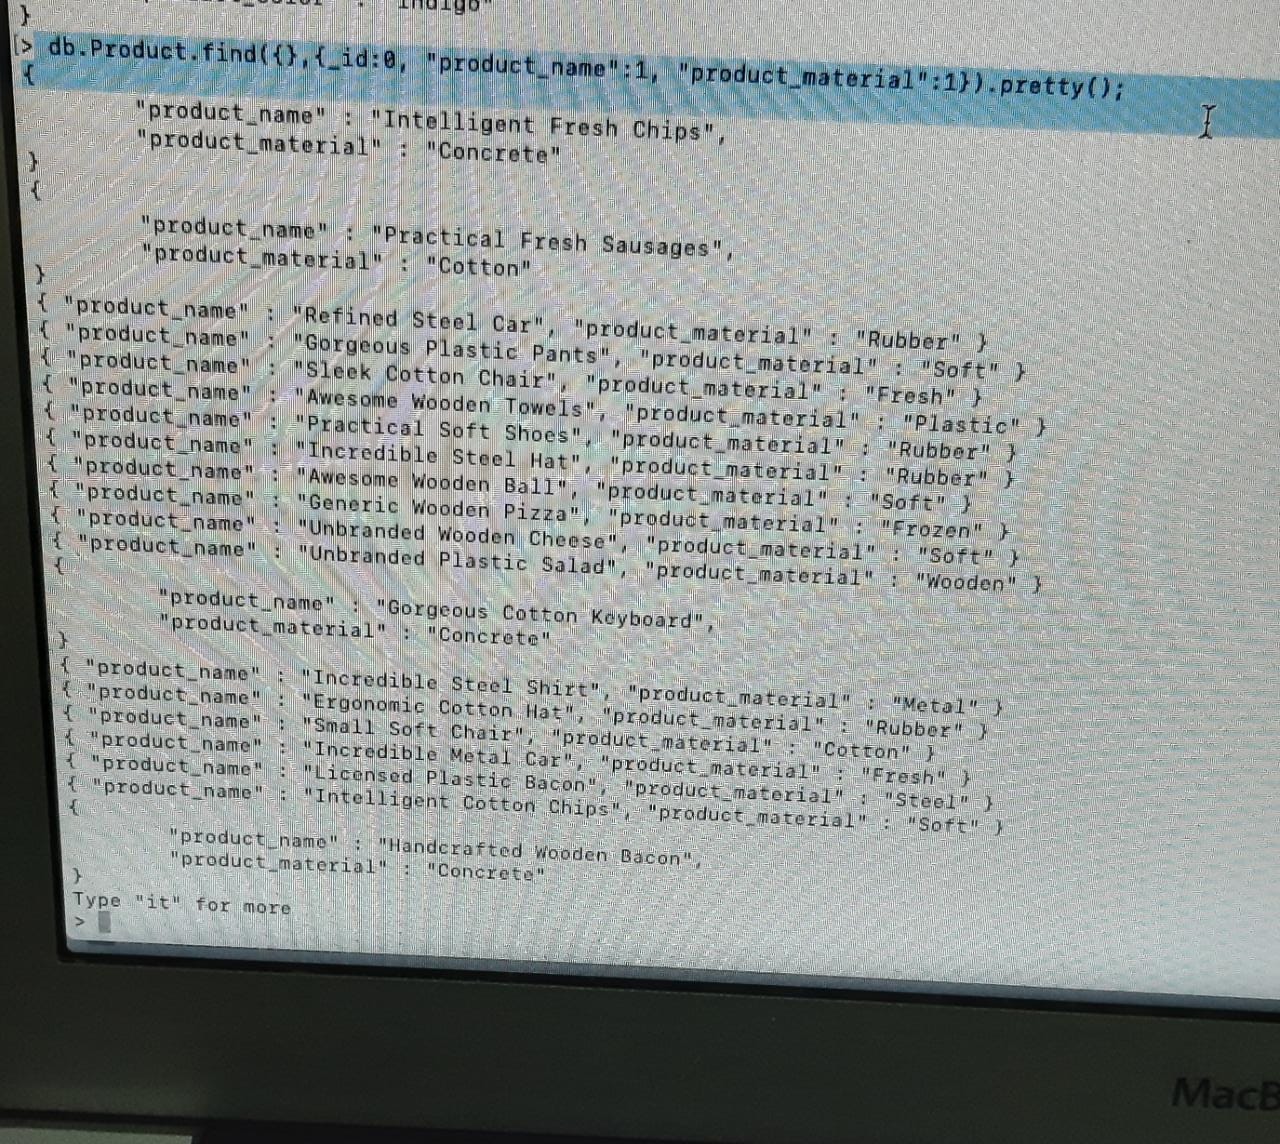 "Indigo"
}
[> db.Product.find({},{_id:0, "product_name":1, "product_material":1}).pretty();
{
"product_name" : "Intelligent Fresh Chips",
"product_material" : "Concrete"
}
{
"product_name" : "Practical Fresh Sausages",
"product_material" : "Cotton"
}
{ "product_name" : "Refined Steel Car", "product_material" : "Rubber" }
{ "product_name" : "Gorgeous Plastic Pants", "product_material" : "Soft" }
{ "product_name" : "Sleek Cotton Chair", "product_material" : "Fresh" }
{ "product_name" : "Awesome Wooden Towels", "product_material" : "Plastic" }
{ "product_name" : "Practical Soft Shoes", "product_material" : "Rubber" }
{ "product_name" : "Incredible Steel Hat", "product_material" : "Rubber" }
{ "product_name" : "Awesome Wooden Ball", "product_material" : "Soft" }
{ "product_name" : "Generic Wooden Pizza", "product_material" : "Frozen" }
{ "product_name" : "Unbranded Wooden Cheese", "product_material" : "Soft" }
{ "product_name" : "Unbranded Plastic Salad", "product_material" : "Wooden" }
{
"product_name" : "Gorgeous Cotton Keyboard",
"product_material" : "Concrete"
}
{ "product_name" : "Incredible Steel Shirt", "product_material" : "Metal" }
{ "product_name" : "Ergonomic Cotton Hat", "product_material" : "Rubber" }
{ "product_name" : "Small Soft Chair", "product_material" : "Cotton" }
{ "product_name" : "Incredible Metal Car", "product_material" : "Fresh" }
{ "product_name" : "Licensed Plastic Bacon", "product_material" : "Steel" }
{ "product_name" : "Intelligent Cotton Chips", "product_material" : "Soft" }
{
"product_name" : "Handcrafted Wooden Bacon",
"product_material" : "Concrete"
}
Type "it" for more
>
MacB